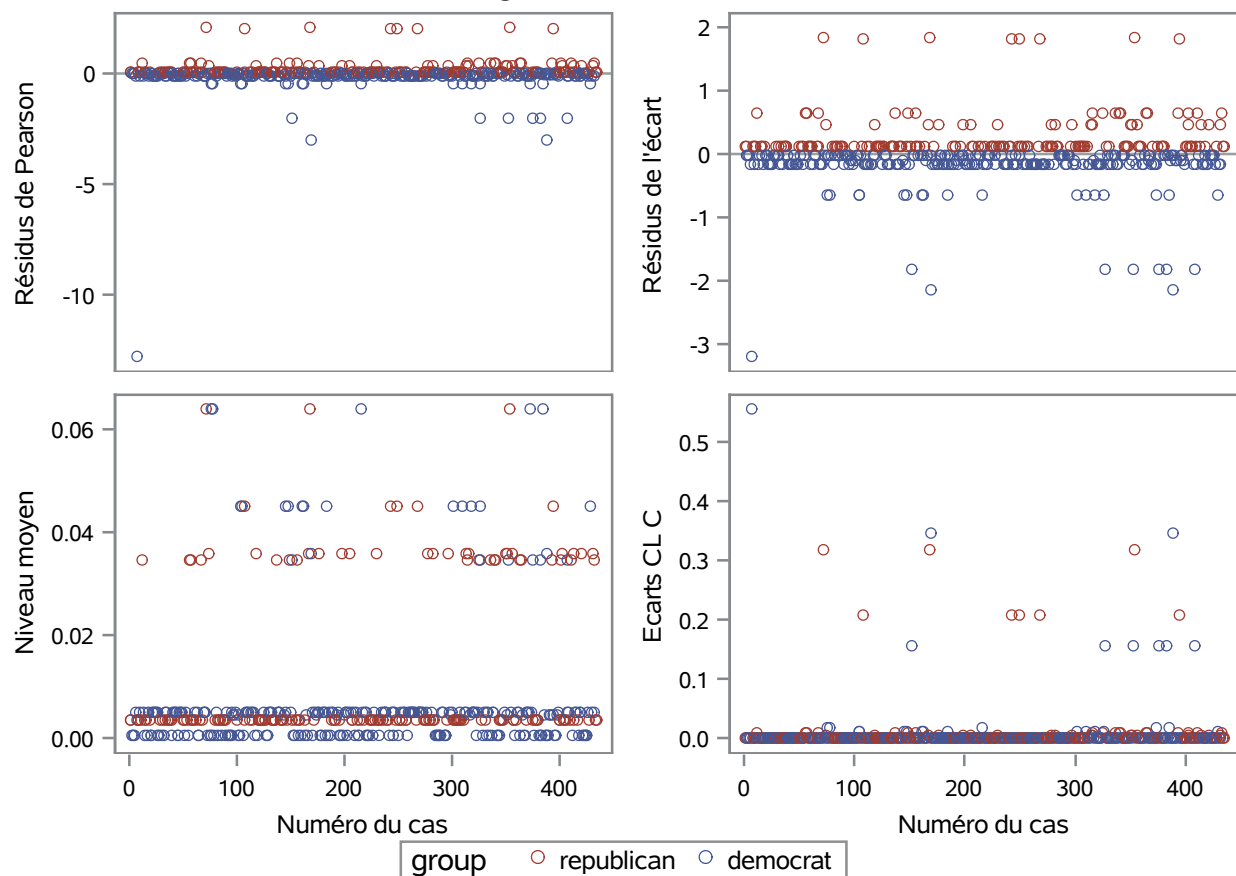 0
-5
-10
Résidus de Pearson
2
1
0
-1
-2
-3
Résidus de l'écart
0.06
0.04
0.02
0.00
Niveau moyen
0 100 200 300 400
Numéro du cas
0.5
0.4
0.3
0.2
0.1
0.0
Ecarts CL C
0 100 200 300 400
Numéro du cas
group republican democrat